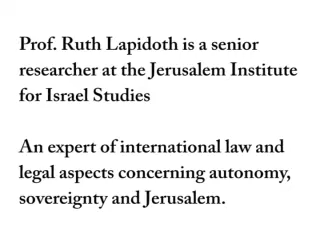 Prof. Ruth Lapidoth is a senior
researcher at the Jerusalem Institute
for Israel Studies
An expert of international law and
legal aspects concerning autonomy,
sovereignty and Jerusalem.